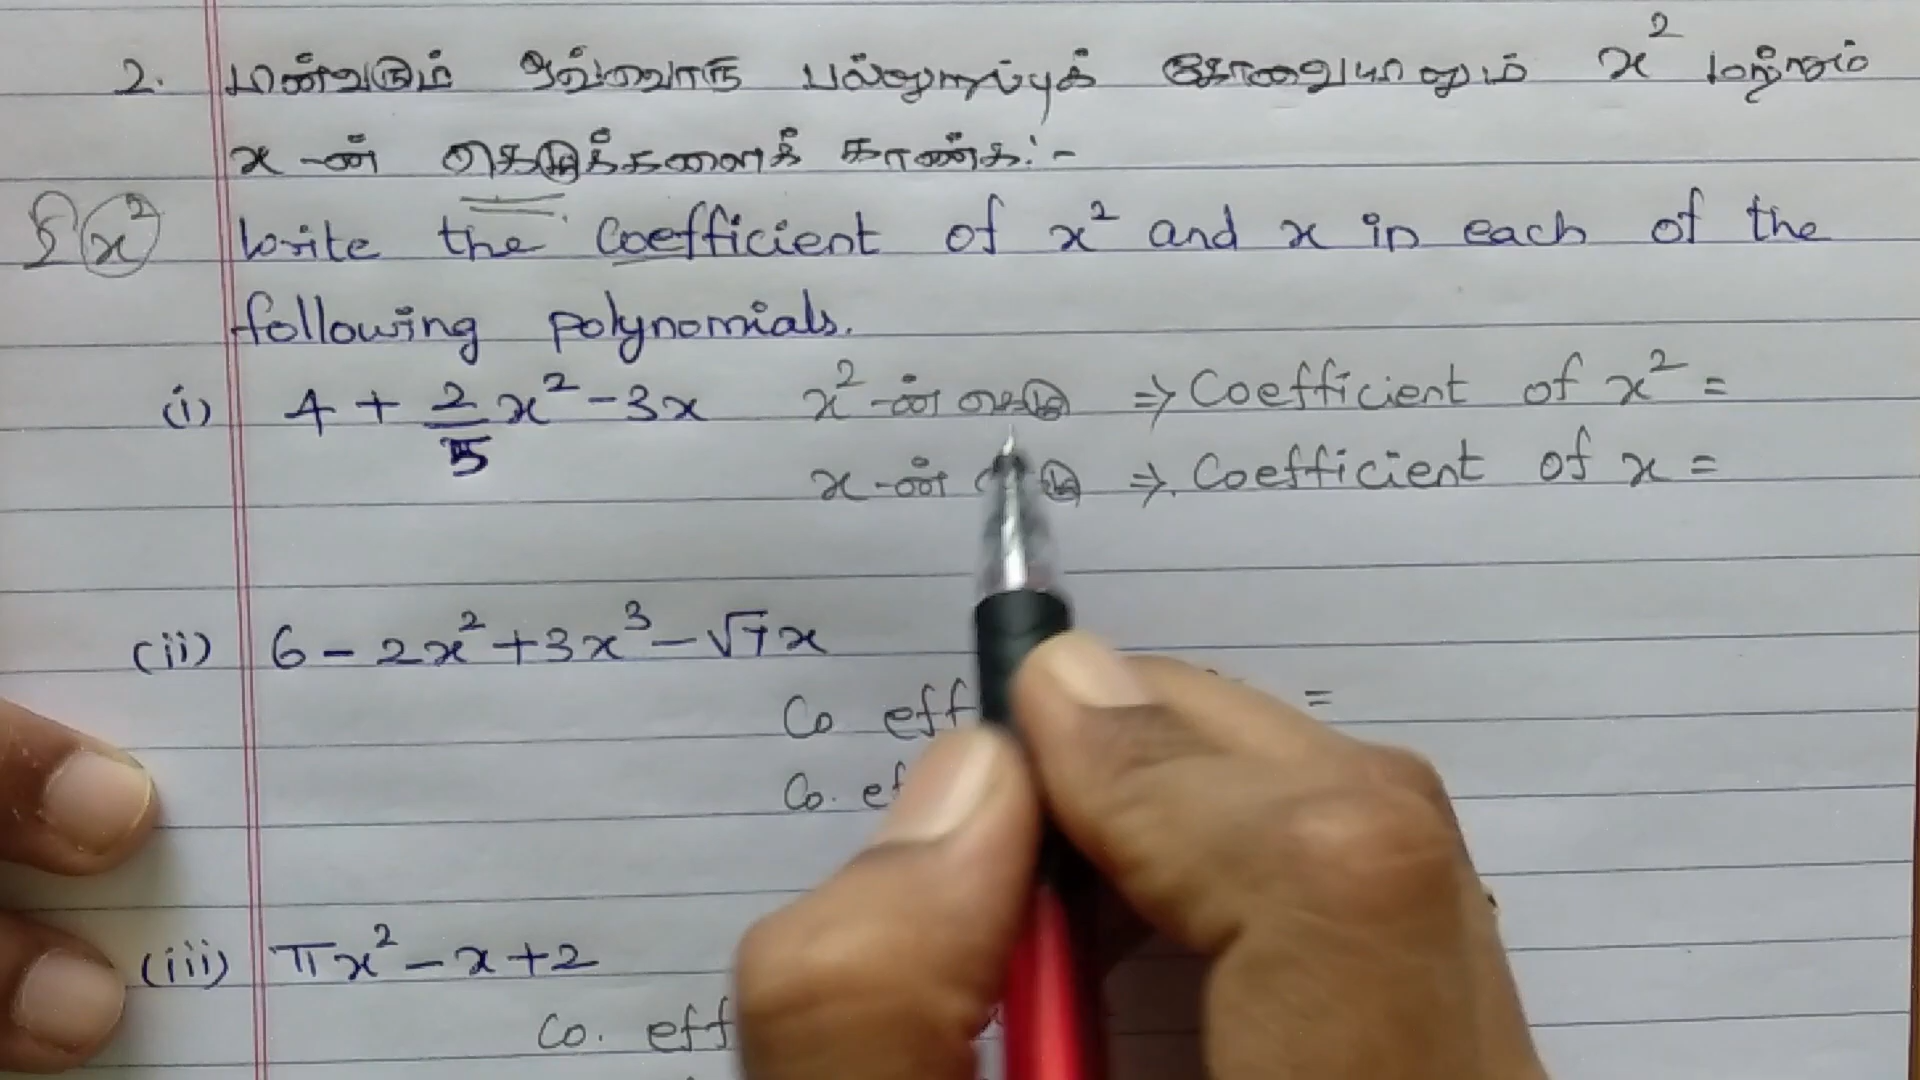 2. பின்வரும் ஒவ்வொரு பல்லுறுப்புக் கோவையிலும் x² மற்றும்
x-ன் கெழுக்களைக் காண்க:-
5x² Write the Coefficient of x² and x in each of the
following polynomials.
(i) 4 + 2/5 x² - 3x x²-ன் கெழு ⇒ Coefficient of x² =
x-ன் ⇒ Coefficient of x =
(ii) 6 - 2x² + 3x³ - √7x
Co eff =
Co. ef
(iii) πx² - x + 2
Co. eff